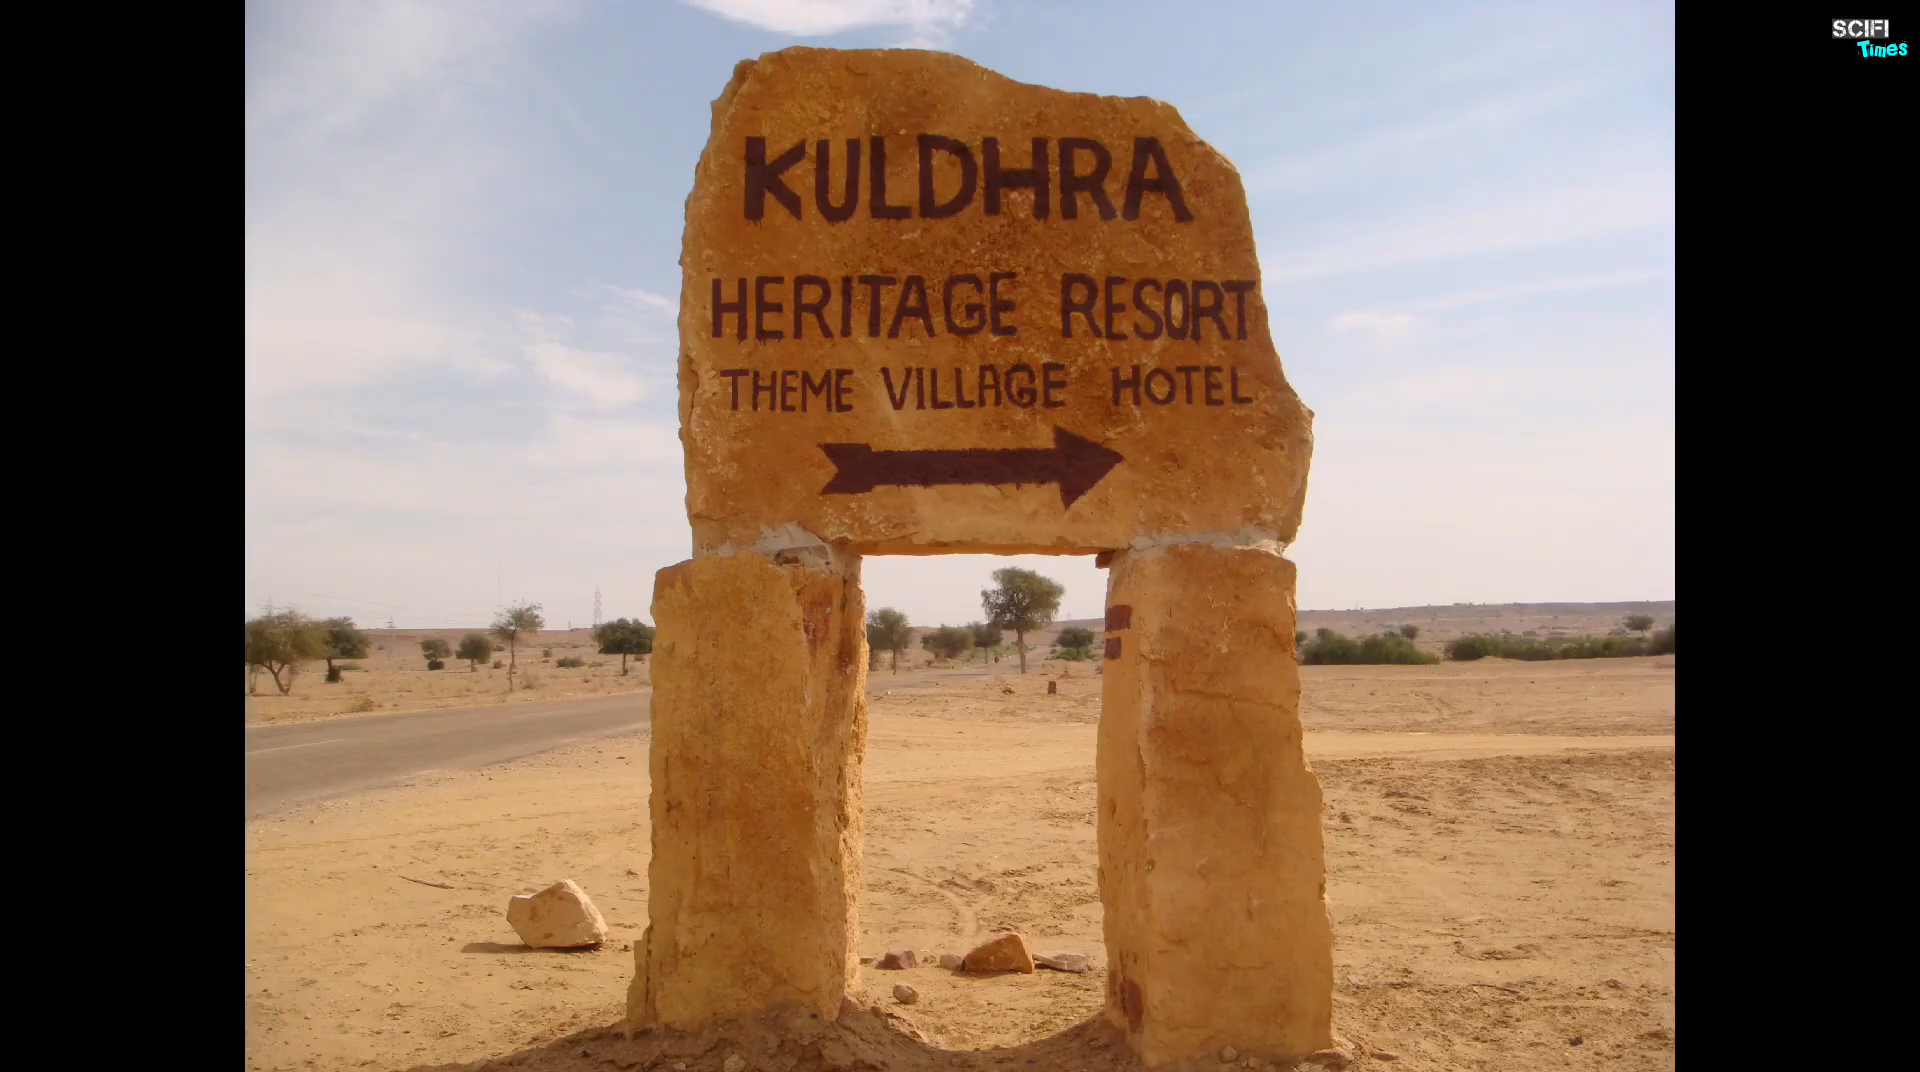 SCIFI
Times
KULDHRA
HERITAGE RESORT
THEME VILLAGE HOTEL